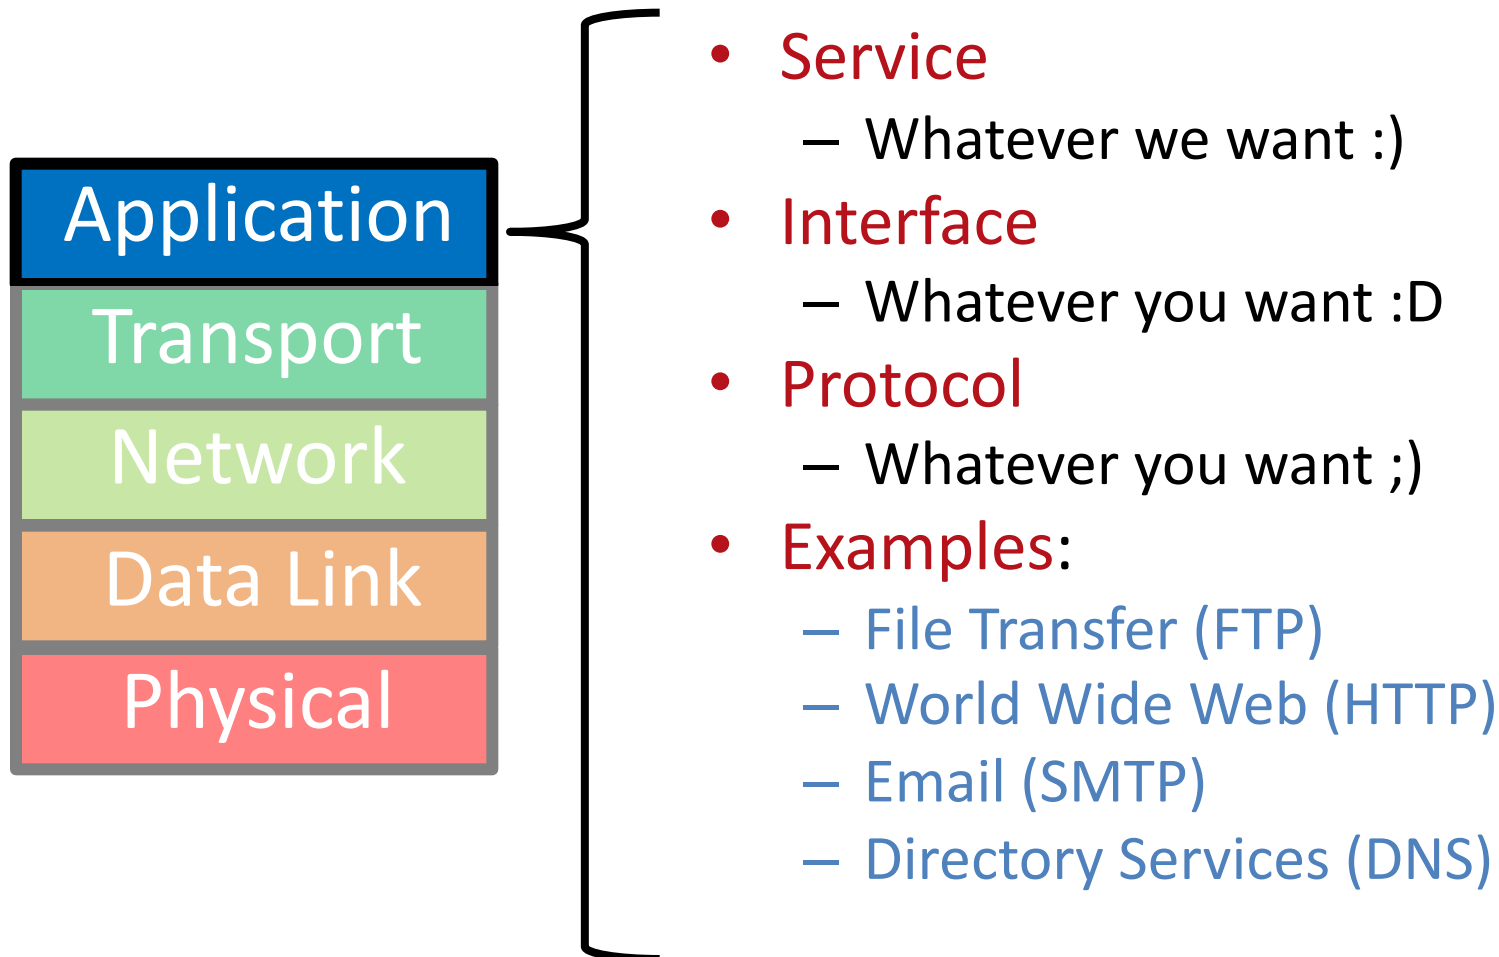 Application
Transport
Network
Data Link
Physical
• Service
– Whatever we want :)
• Interface
– Whatever you want :D
• Protocol
– Whatever you want ;)
• Examples:
– File Transfer (FTP)
– World Wide Web (HTTP)
– Email (SMTP)
– Directory Services (DNS)